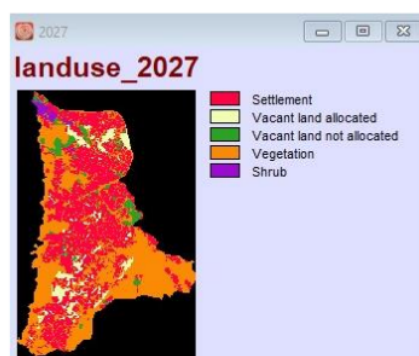 2027
landuse_2027
Settlement
Vacant land allocated
Vacant land not allocated
Vegetation
Shrub